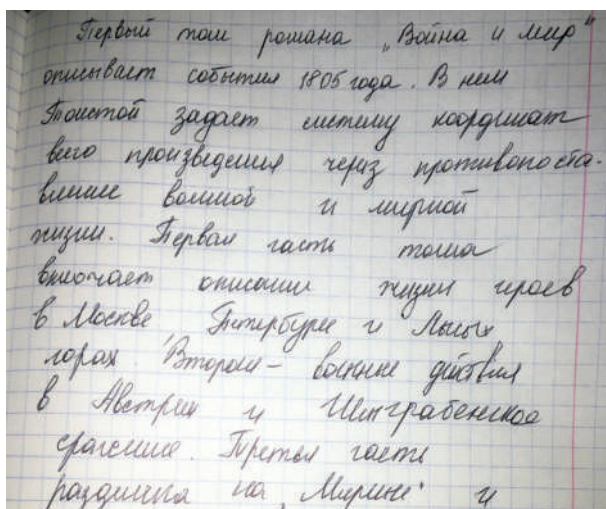 Первый том романа „Война и мир"
описывает события 1805 года. В нем
Толстой задает систему координат
всего произведения через противопоста-
вление военной и мирной
жизни. Первая часть тома
включает описании жизни героев
в Москве, Петербурге и Лысых
горах. Вторая – военные действия
в Австрии и Шенграбенское
сражение. Третья часть
разделила на „Мирные" и